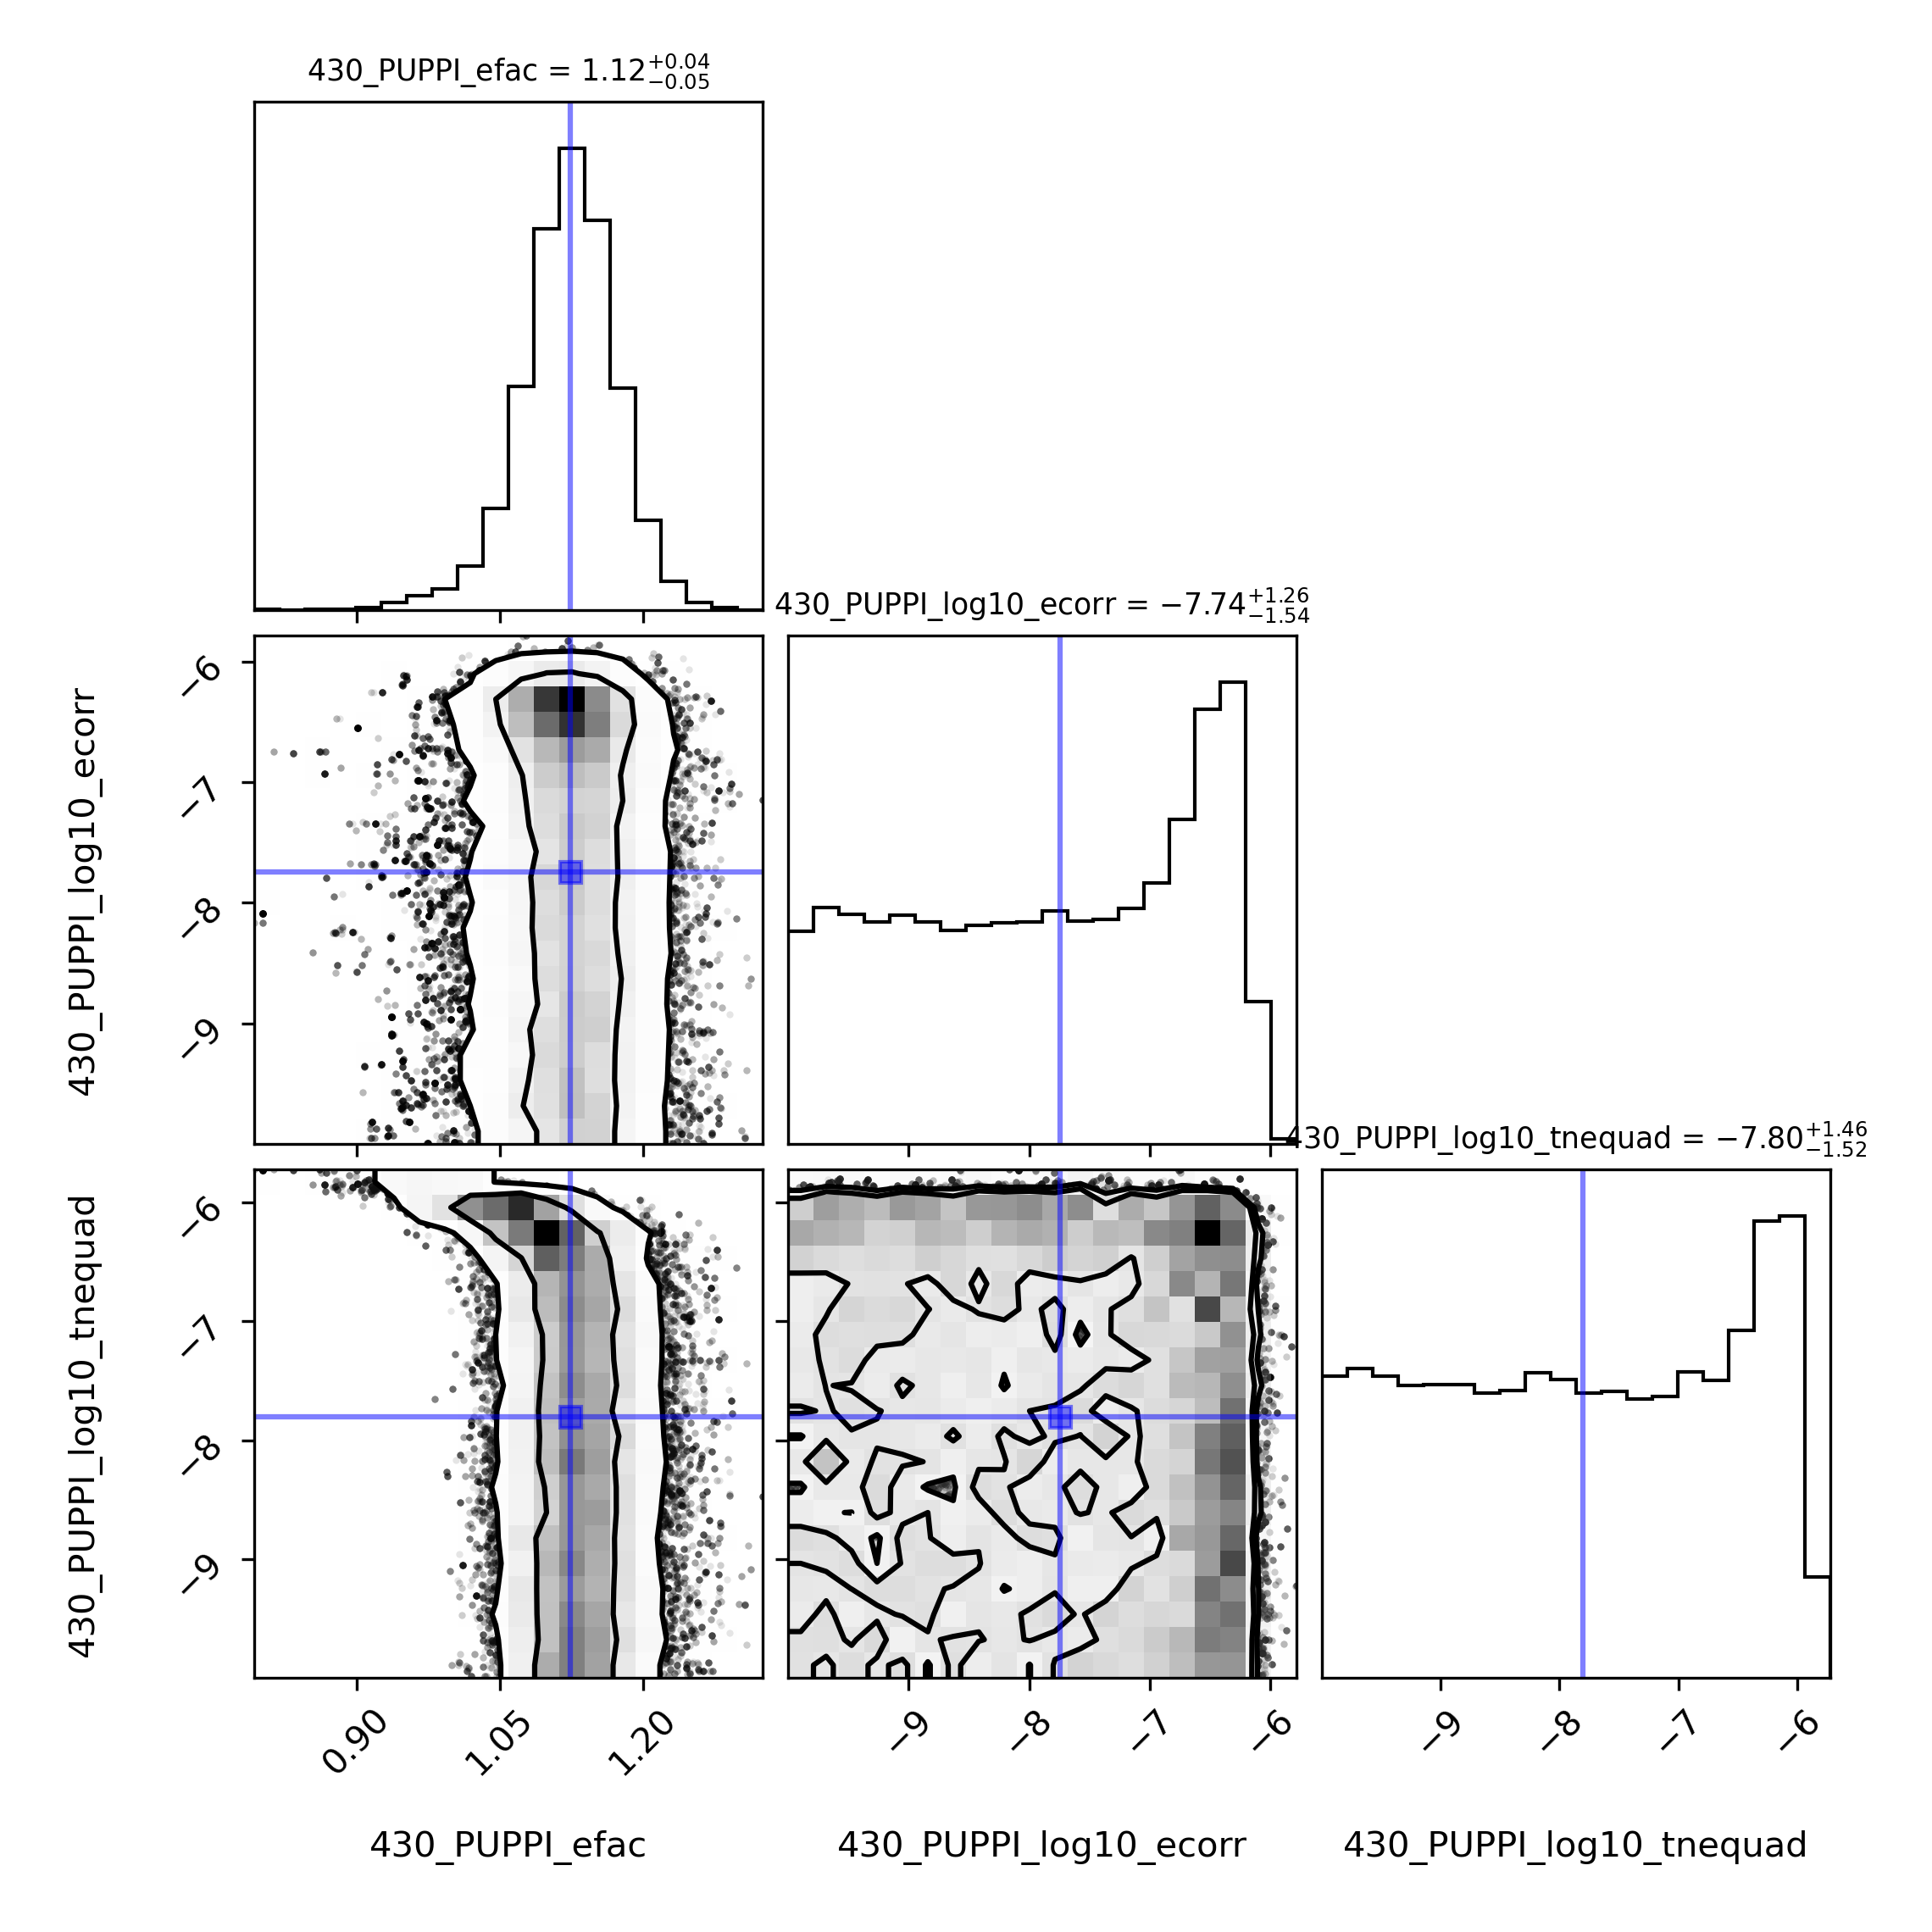 430_PUPPI_efac = 1.12+0.04−0.05
430_PUPPI_log10_ecorr = −7.74+1.26−1.54
−6
−7
−8
−9
430_PUPPI_log10_ecorr
430_PUPPI_log10_tnequad = −7.80+1.46−1.52
−6
−7
−8
−9
430_PUPPI_log10_tnequad
0.90 1.05 1.20
−9 −8 −7 −6
−9 −8 −7 −6
430_PUPPI_efac
430_PUPPI_log10_ecorr
430_PUPPI_log10_tnequad